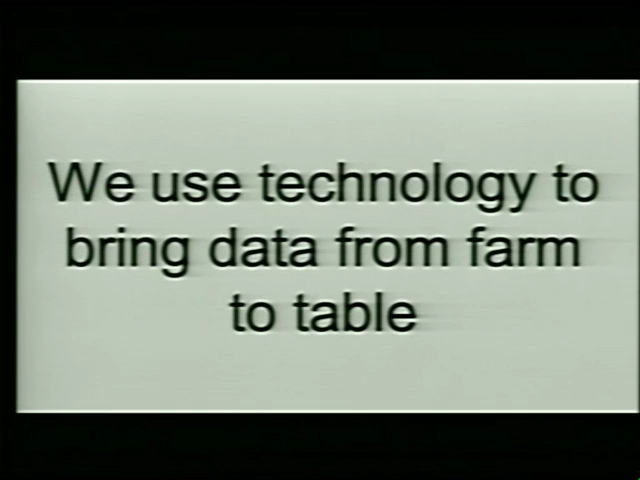 We use technology to
bring data from farm
to table